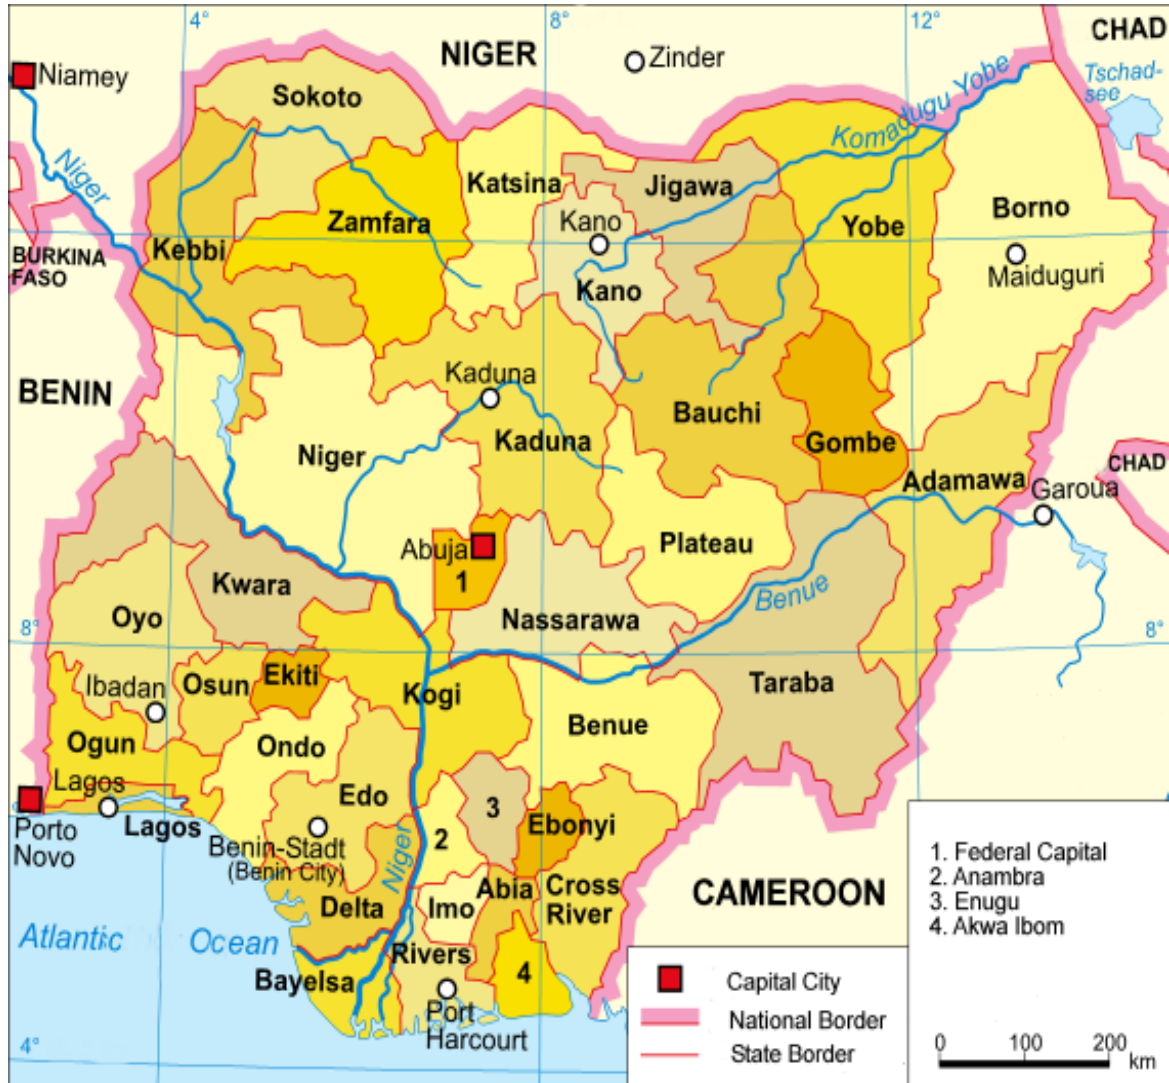 4°
8°
12°
NIGER
Zinder
CHAD
Niamey
Tschad-
see
Sokoto
Komadugu Yobe
Niger
Katsina
Jigawa
Zamfara
Kano
Yobe
Borno
Kebbi
BURKINA
FASO
Maiduguri
Kano
BENIN
Kaduna
Bauchi
Kaduna
Gombe
Niger
Adamawa
CHAD
Garoua
Abuja
Plateau
1
Kwara
Benue
Nassarawa
Oyo
8°
8°
Ekiti
Osun
Ibadan
Kogi
Taraba
Benue
Ogun
Ondo
Lagos
Edo
3
Porto
Novo
Lagos
Ebonyi
2
Benin-Stadt
(Benin City)
Niger
Abia
Cross
River
CAMEROON
Delta
Imo
Atlantic Ocean
Rivers
Bayelsa
4
Port
Harcourt
4°
1. Federal Capital
2. Anambra
3. Enugu
4. Akwa Ibom
Capital City
National Border
State Border
0 100 200
km